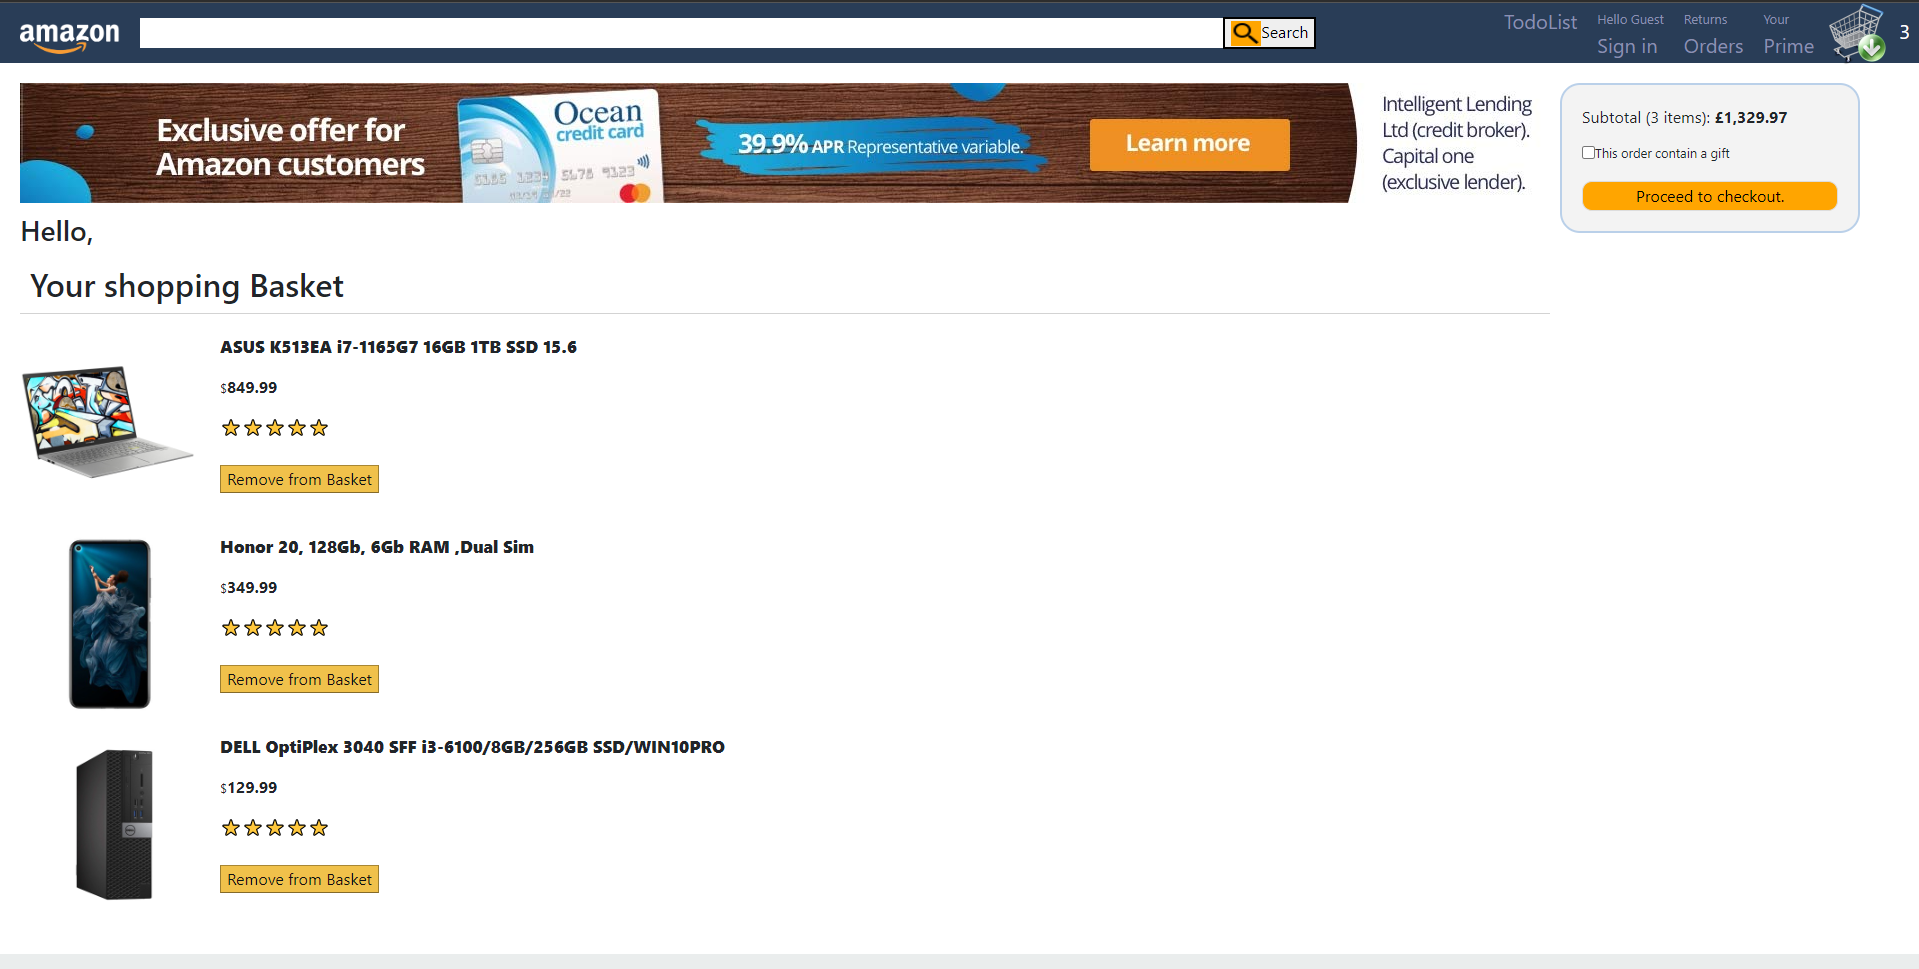 amazon
Search
TodoList
Hello Guest
Sign in
Returns
Orders
Your
Prime
3
Exclusive offer for
Amazon customers
Ocean
credit card
39.9% APR Representative variable.
Learn more
Intelligent Lending
Ltd (credit broker).
Capital one
(exclusive lender).
Subtotal (3 items): £1,329.97
This order contain a gift
Proceed to checkout.
Hello,
Your shopping Basket
ASUS K513EA i7-1165G7 16GB 1TB SSD 15.6
$849.99
Remove from Basket
Honor 20, 128Gb, 6Gb RAM ,Dual Sim
$349.99
Remove from Basket
DELL OptiPlex 3040 SFF i3-6100/8GB/256GB SSD/WIN10PRO
$129.99
Remove from Basket